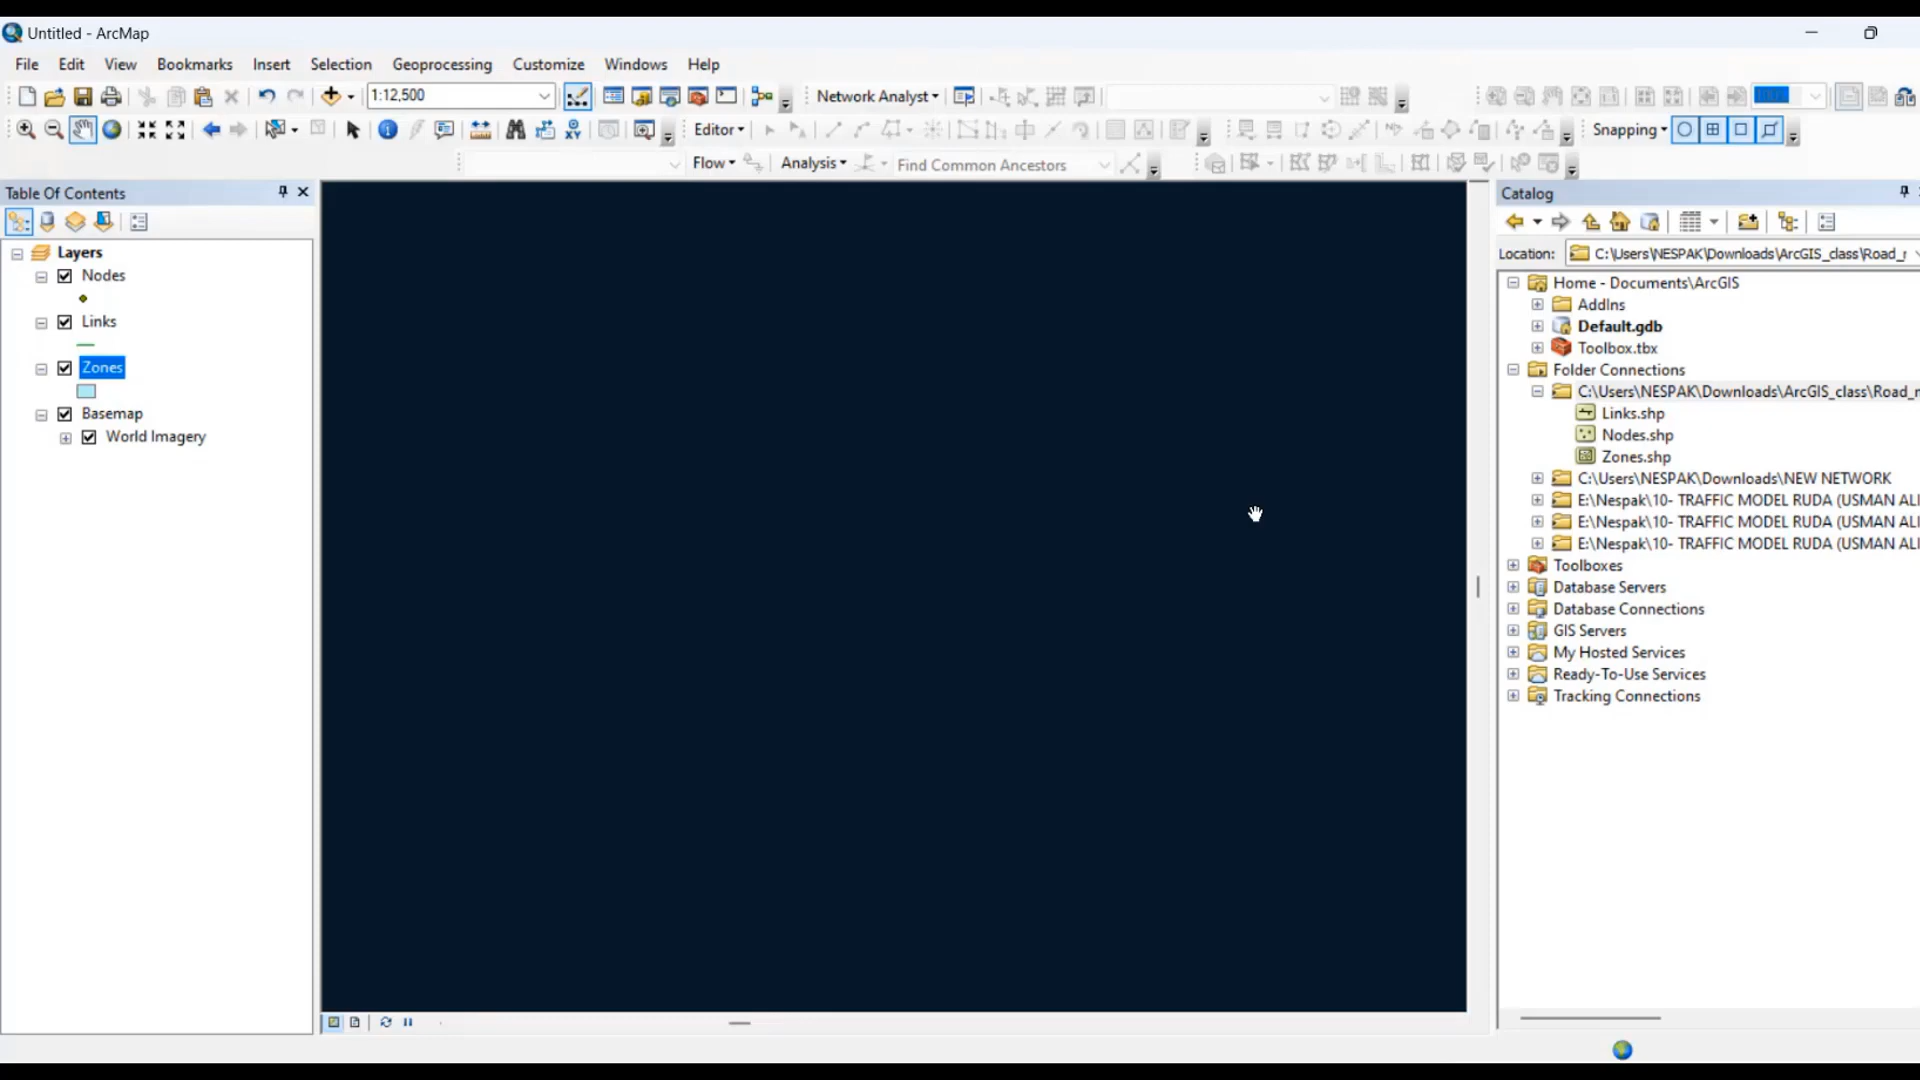 Untitled - ArcMap
File Edit View Bookmarks Insert Selection Geoprocessing Customize Windows Help
1:12,500 Network Analyst
Editor Snapping
Flow Analysis Find Common Ancestors
Table Of Contents
Layers
Nodes
Links
Zones
Basemap
World Imagery
Catalog
Location: C:\Users\NESPAK\Downloads\ArcGIS_class\Road_
Home - Documents\ArcGIS
AddIns
Default.gdb
Toolbox.tbx
Folder Connections
C:\Users\NESPAK\Downloads\ArcGIS_class\Road_
Links.shp
Nodes.shp
Zones.shp
C:\Users\NESPAK\Downloads\NEW NETWORK
E:\Nespak\10- TRAFFIC MODEL RUDA (USMAN ALI
E:\Nespak\10- TRAFFIC MODEL RUDA (USMAN ALI
E:\Nespak\10- TRAFFIC MODEL RUDA (USMAN ALI
Toolboxes
Database Servers
Database Connections
GIS Servers
My Hosted Services
Ready-To-Use Services
Tracking Connections